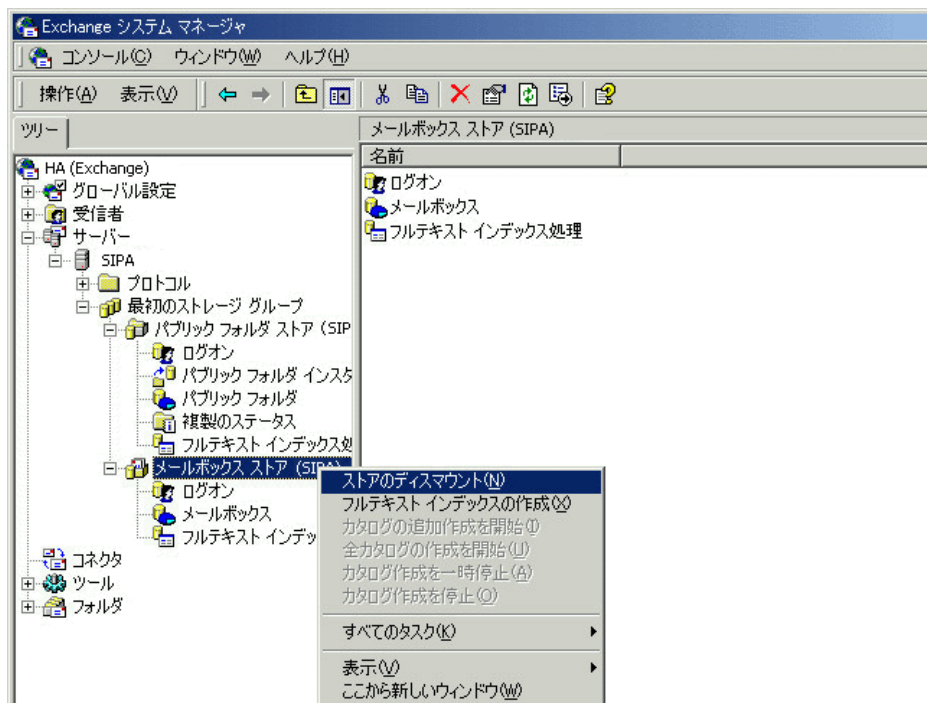 Exchange システム マネージャ
コンソール(C) ウィンドウ(W) ヘルプ(H)
操作(A) 表示(V)
ツリー
メールボックス ストア (SIPA)
HA (Exchange)
グローバル設定
受信者
サーバー
SIPA
プロトコル
最初のストレージ グループ
パブリック フォルダ ストア (SIP
ログオン
パブリック フォルダ インスタ
パブリック フォルダ
複製のステータス
フルテキスト インデックス処
メールボックス ストア (SIPA)
ログオン
メールボックス
フルテキスト インデッ
コネクタ
ツール
フォルダ
名前
ログオン
メールボックス
フルテキスト インデックス処理
ストアのディスマウント(N)
フルテキスト インデックスの作成(X)
カタログの追加作成を開始(I)
全カタログの作成を開始(U)
カタログ作成を一時停止(A)
カタログ作成を停止(O)
すべてのタスク(K)
表示(V)
ここから新しいウィンドウ(W)